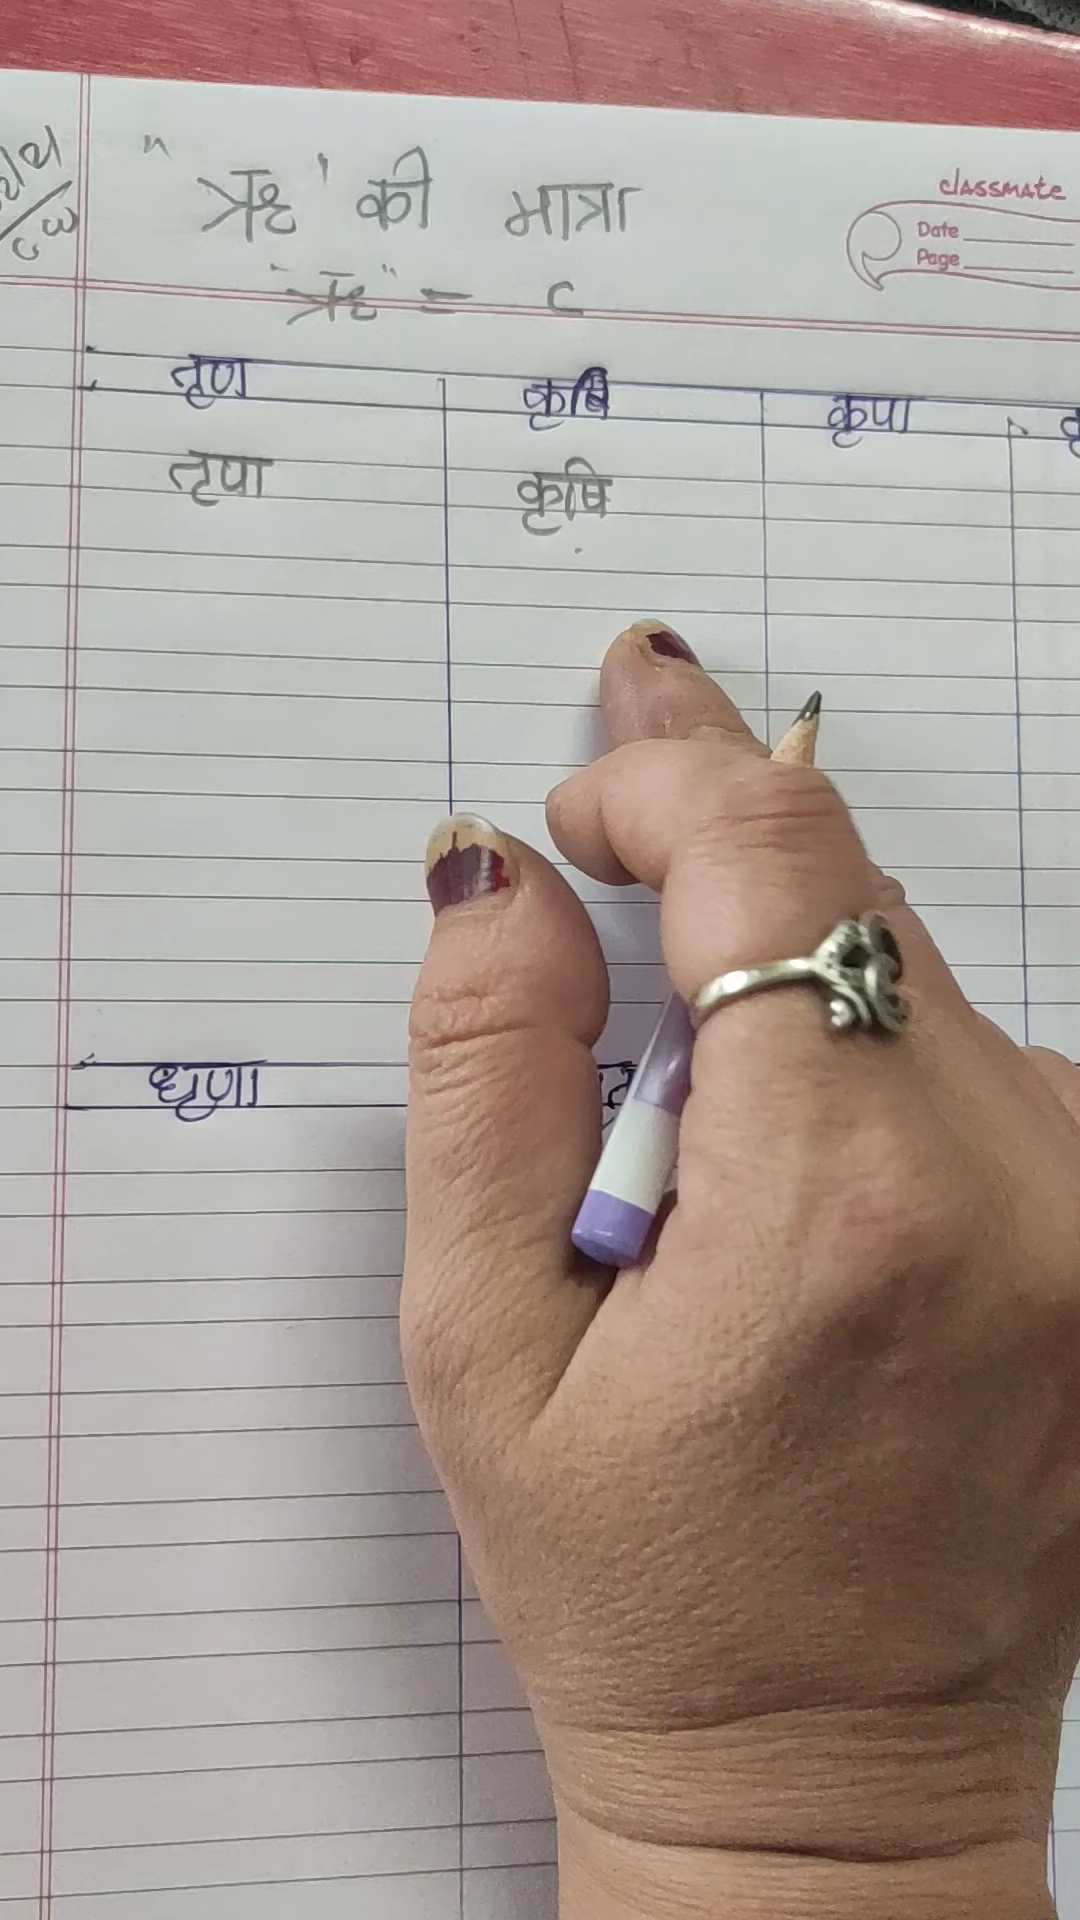 "ऋ' की मात्रा
classmate
Date
Page
"ऋ" = ृ
तृण कृषि कृपा
तृषा कृषि
घृणा